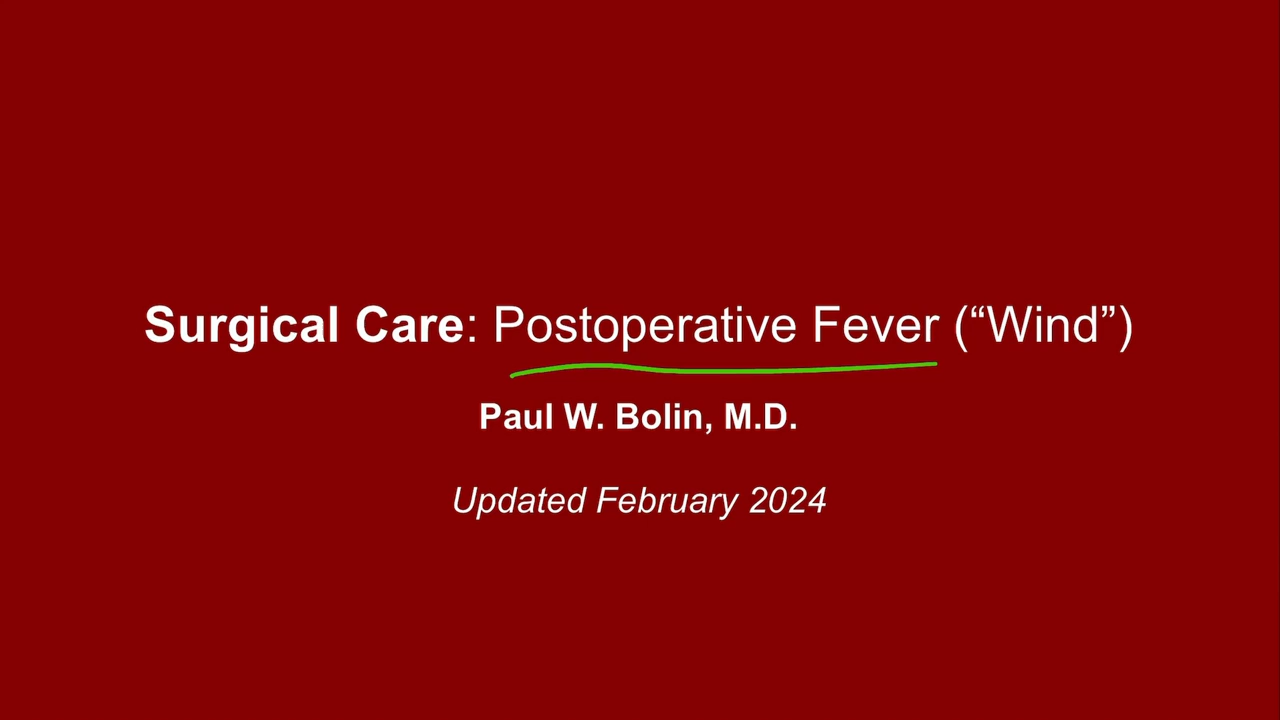 Surgical Care: Postoperative Fever (“Wind”)
Paul W. Bolin, M.D.
Updated February 2024